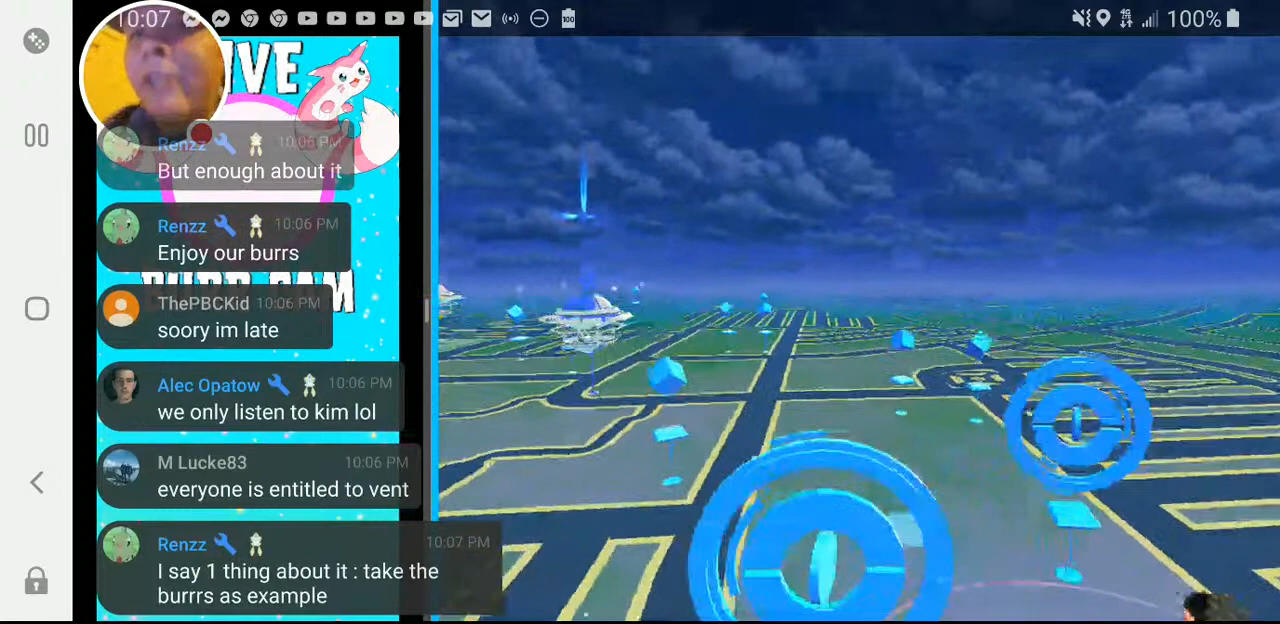 10:07
100
4G
100%
IVE
Renzz 10:06 PM
But enough about it
Renzz 10:06 PM
Enjoy our burrs
ThePBCKid 10:06 PM
soory im late
Alec Opatow 10:06 PM
we only listen to kim lol
M Lucke83 10:06 PM
everyone is entitled to vent
Renzz 10:07 PM
I say 1 thing about it : take the
burrrs as example